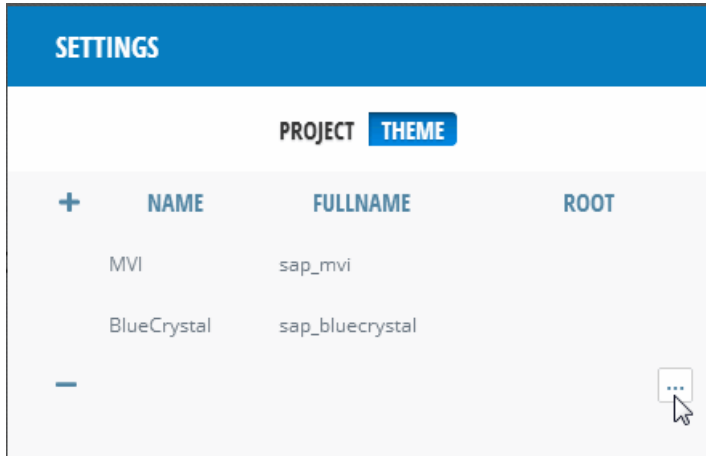 SETTINGS
PROJECT THEME
+ NAME FULLNAME ROOT
MVI sap_mvi
BlueCrystal sap_bluecrystal
− ...